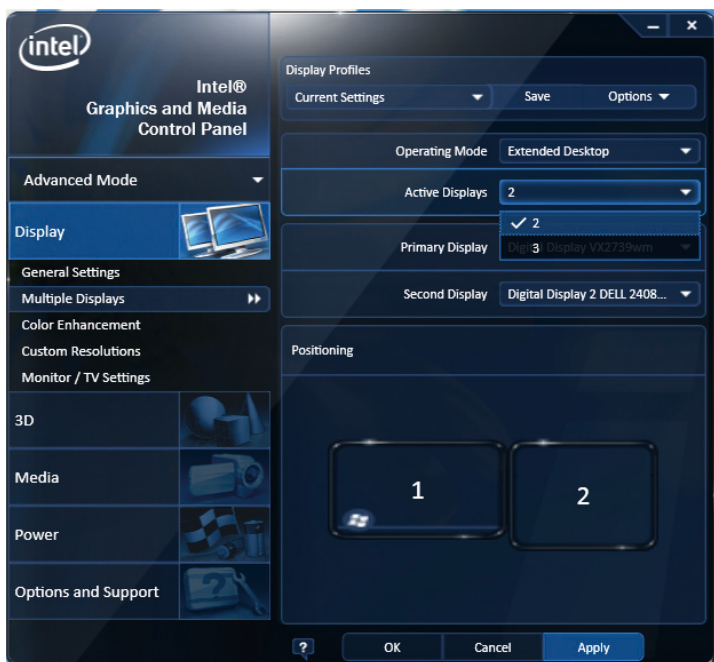 intel
Intel®
Graphics and Media
Control Panel
Advanced Mode
Display
General Settings
Multiple Displays
Color Enhancement
Custom Resolutions
Monitor / TV Settings
3D
Media
Power
Options and Support
Display Profiles
Current Settings
Save
Options
Operating Mode
Extended Desktop
Active Displays
2
2
3
Primary Display
Digital Display VX2739wm
Second Display
Digital Display 2 DELL 2408...
Positioning
1
2
?
OK
Cancel
Apply